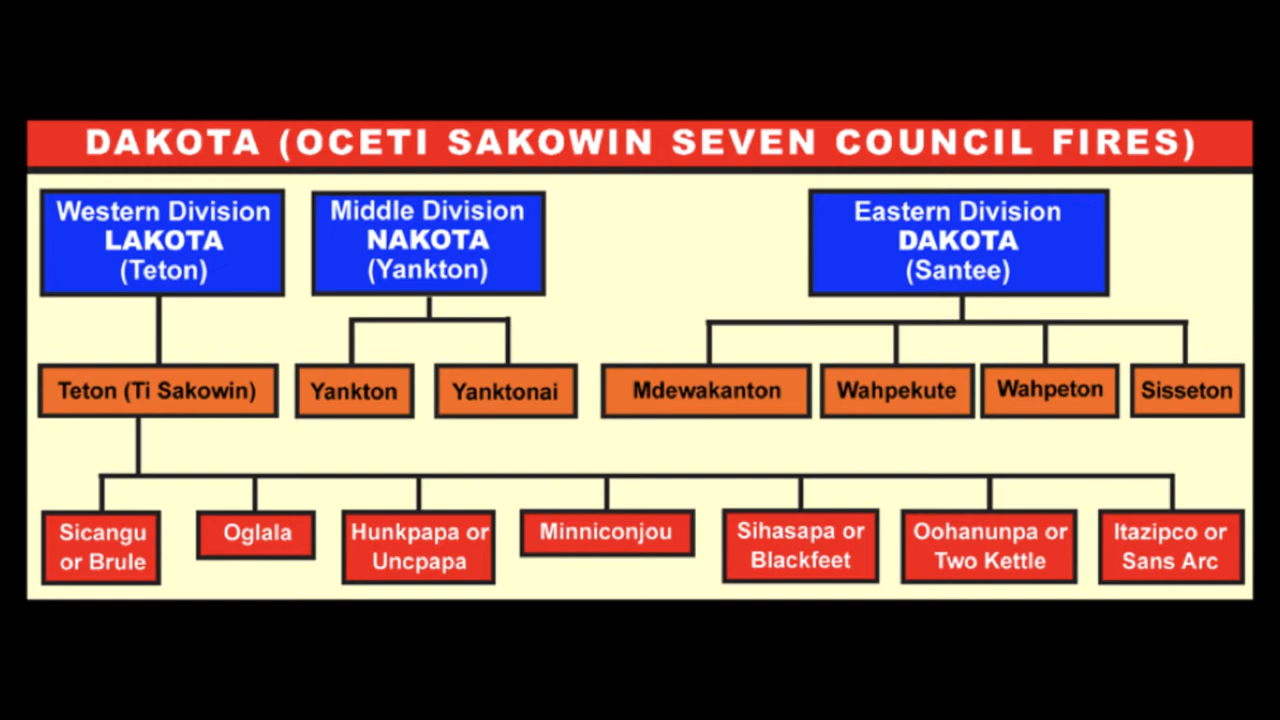 DAKOTA (OCETI SAKOWIN SEVEN COUNCIL FIRES)
Western Division
LAKOTA
(Teton)
Middle Division
NAKOTA
(Yankton)
Eastern Division
DAKOTA
(Santee)
Teton (Ti Sakowin)
Yankton
Yanktonai
Mdewakanton
Wahpekute
Wahpeton
Sisseton
Sicangu
or Brule
Oglala
Hunkpapa or
Uncpapa
Minniconjou
Sihasapa or
Blackfeet
Oohanunpa or
Two Kettle
Itazipco or
Sans Arc